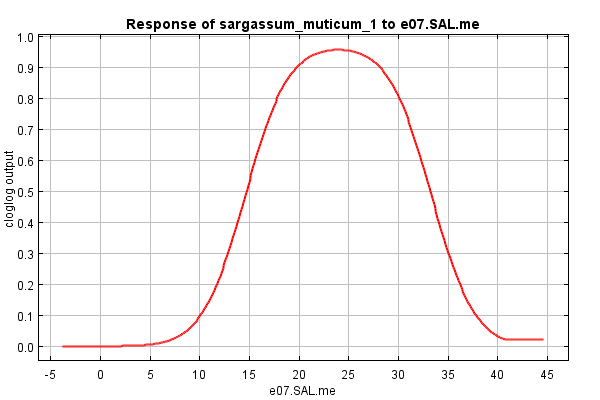 Response of sargassum_muticum_1 to e07.SAL.me
1.0
0.9
0.8
0.7
0.6
0.5
0.4
0.3
0.2
0.1
0.0
cloglog output
-5 0 5 10 15 20 25 30 35 40 45
e07.SAL.me